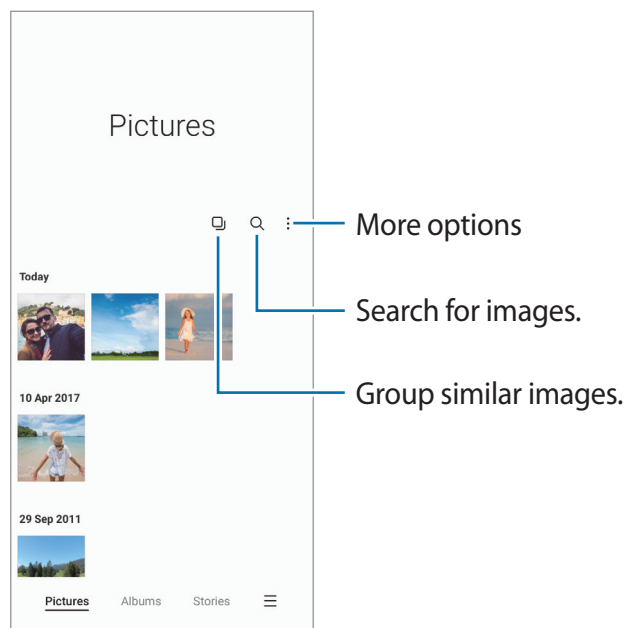 Pictures
More options
Today
Search for images.
Group similar images.
10 Apr 2017
29 Sep 2011
Pictures Albums Stories